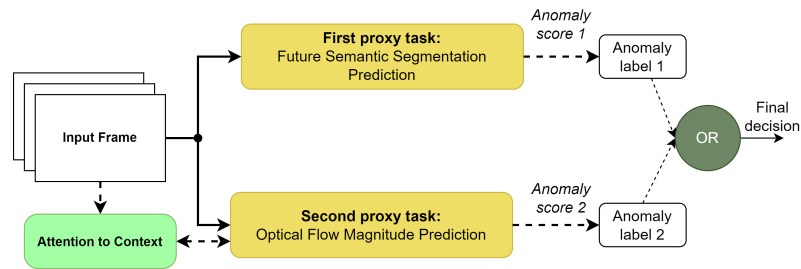 First proxy task:
Future Semantic Segmentation
Prediction
Anomaly
score 1
Anomaly
label 1
Input Frame
OR
Final
decision
Attention to Context
Second proxy task:
Optical Flow Magnitude Prediction
Anomaly
score 2
Anomaly
label 2